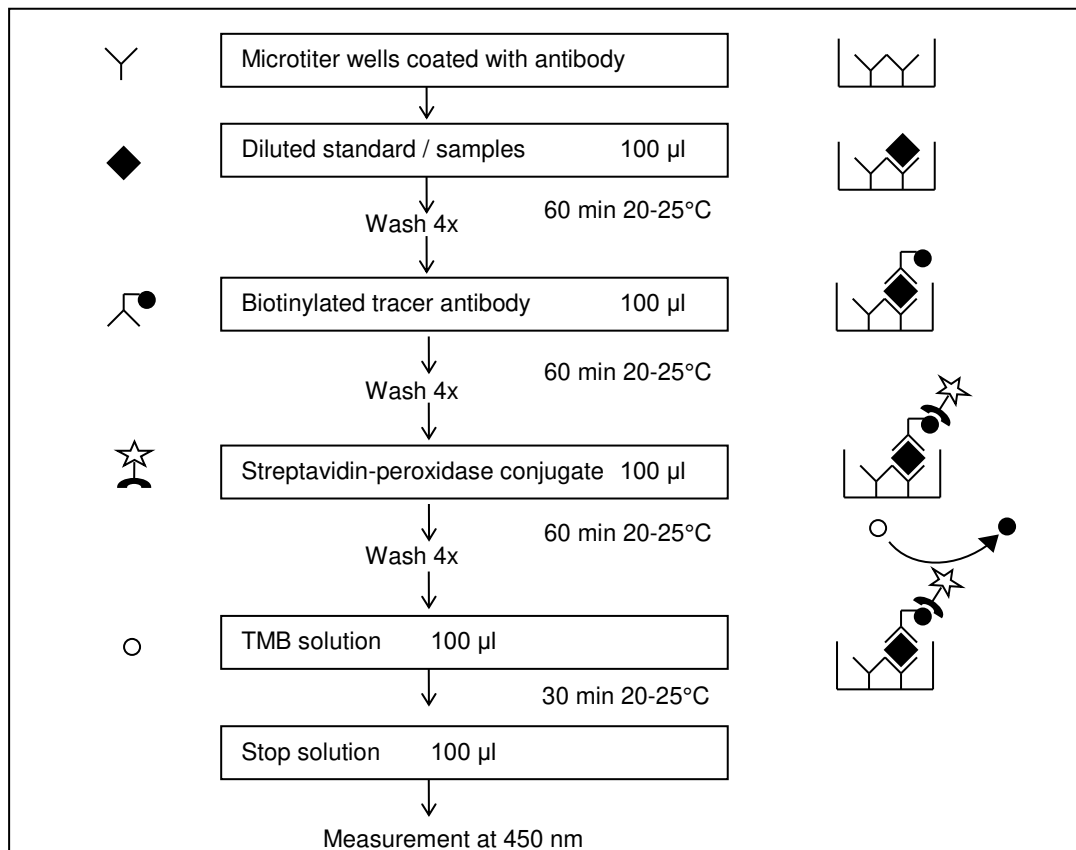 Microtiter wells coated with antibody
Diluted standard / samples 100 µl
60 min 20-25°C
Wash 4x
Biotinylated tracer antibody 100 µl
60 min 20-25°C
Wash 4x
Streptavidin-peroxidase conjugate 100 µl
60 min 20-25°C
Wash 4x
TMB solution 100 µl
30 min 20-25°C
Stop solution 100 µl
Measurement at 450 nm